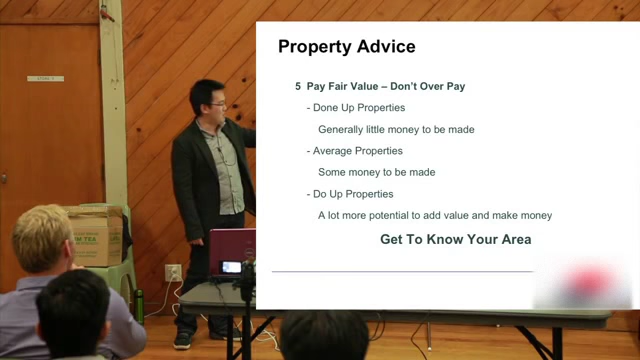 Property Advice
5 Pay Fair Value – Don't Over Pay
- Done Up Properties
Generally little money to be made
- Average Properties
Some money to be made
- Do Up Properties
A lot more potential to add value and make money
Get To Know Your Area